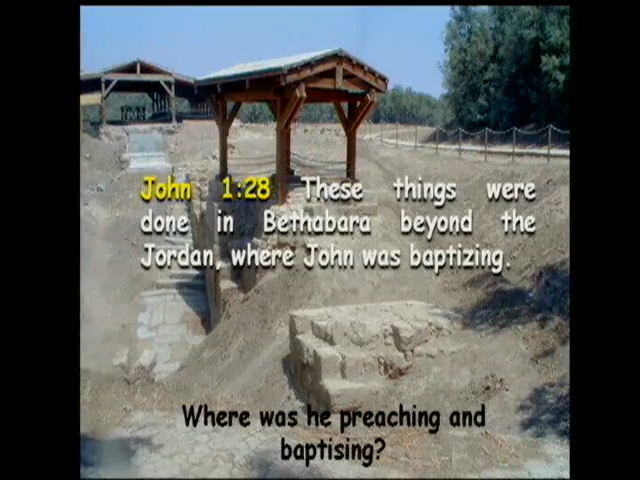 John 1:28 These things were
done in Bethabara beyond the
Jordan, where John was baptizing.
Where was he preaching and
baptising?